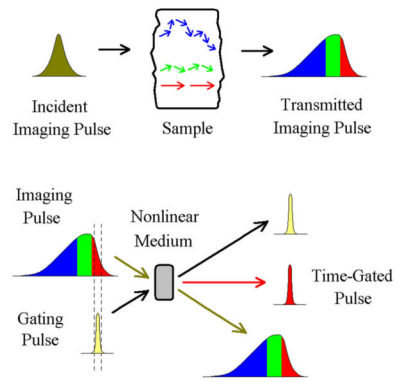 Incident
Imaging Pulse
Sample
Transmitted
Imaging Pulse
Imaging
Pulse
Nonlinear
Medium
Time-Gated
Pulse
Gating
Pulse